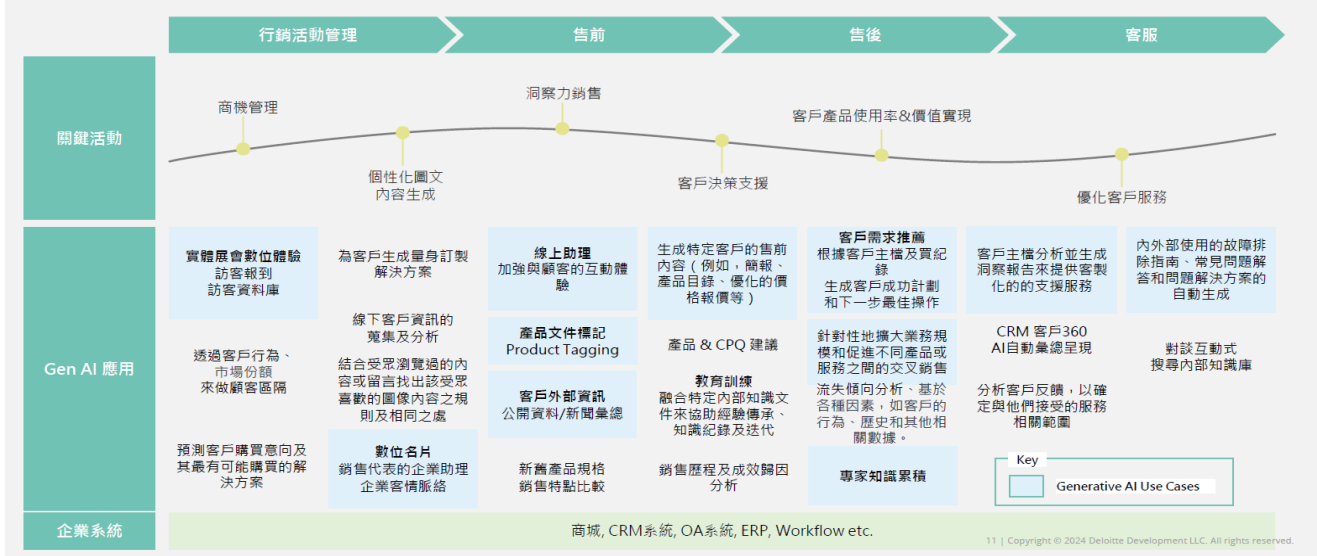 行銷活動管理
售前
售後
客服
關鍵活動
商機管理
個性化圖文
內容生成
洞察力銷售
客戶決策支援
客戶產品使用率&價值實現
優化客戶服務
Gen AI 應用
實體展會數位體驗
訪客報到
訪客資料庫
透過客戶行為、
市場份額
來做顧客區隔
預測客戶購買意向及
其最有可能購買的解
決方案
為客戶生成量身訂製
解決方案
線下客戶資訊的
蒐集及分析
結合受眾瀏覽過的內
容或留言找出該受眾
喜歡的圖像內容之規
則及相同之處
數位名片
銷售代表的企業助理
企業客情脈絡
線上助理
加強與顧客的互動體
驗
產品文件標記
Product Tagging
客戶外部資訊
公開資料/新聞彙總
新舊產品規格
銷售特點比較
生成特定客戶的售前
內容(例如,簡報、
產品目錄、優化的價
格報價等)
產品 & CPQ 建議
教育訓練
融合特定內部知識文
件來協助經驗傳承、
知識紀錄及迭代
銷售歷程及成效歸因
分析
客戶需求推薦
根據客戶主檔及買紀
錄
生成客戶成功計劃
和下一步最佳操作
針對性地擴大業務規
模和促進不同產品或
服務之間的交叉銷售
流失傾向分析、基於
各種因素,如客戶的
行為、歷史和其他相
關數據。
專家知識累積
客戶主檔分析並生成
洞察報告來提供客製
化的的支援服務
CRM 客戶360
AI自動彙總呈現
分析客戶反饋,以確
定與他們接受的服務
相關範圍
內外部使用的故障排
除指南、常見問題解
答和問題解決方案的
自動生成
對談互動式
搜尋內部知識庫
Key
Generative AI Use Cases
企業系統
商城, CRM系統, OA系統, ERP, Workflow etc.
11 | Copyright © 2024 Deloitte Development LLC. All rights reserved.